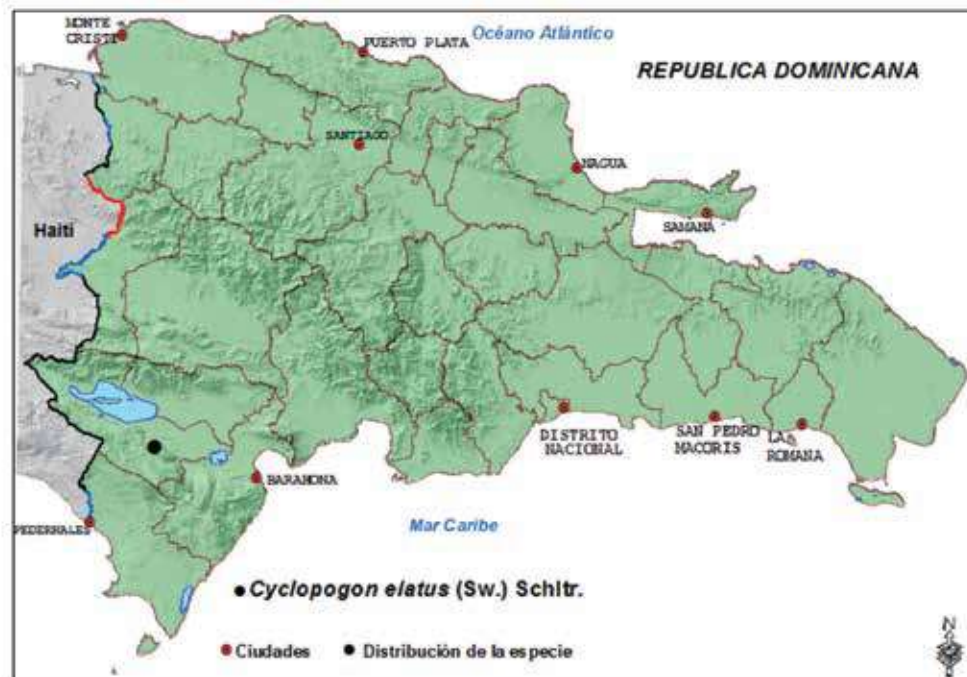 MONTE
CRISTI
PUERTO PLATA
Océano Atlántico
REPUBLICA DOMINICANA
SANTIAGO
NAGUA
SAMANA
Haití
DISTRITO
NACIONAL
SAN PEDRO
MACORIS
LA
ROMANA
BARAHONA
PEDERNALES
Mar Caribe
Cyclopogon elatus (Sw.) Schltr.
Ciudades
Distribución de la especie
N